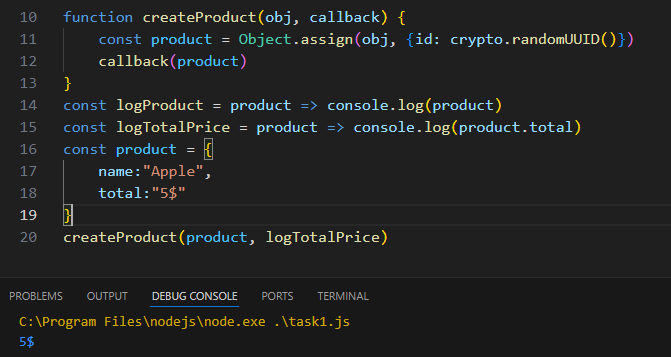 10 function createProduct(obj, callback) {
11     const product = Object.assign(obj, {id: crypto.randomUUID()})
12     callback(product)
13 }
14 const logProduct = product => console.log(product)
15 const logTotalPrice = product => console.log(product.total)
16 const product = {
17     name:"Apple",
18     total:"5$"
19 }
20 createProduct(product, logTotalPrice)
PROBLEMS OUTPUT DEBUG CONSOLE PORTS TERMINAL
C:\Program Files\nodejs\node.exe .\task1.js
5$